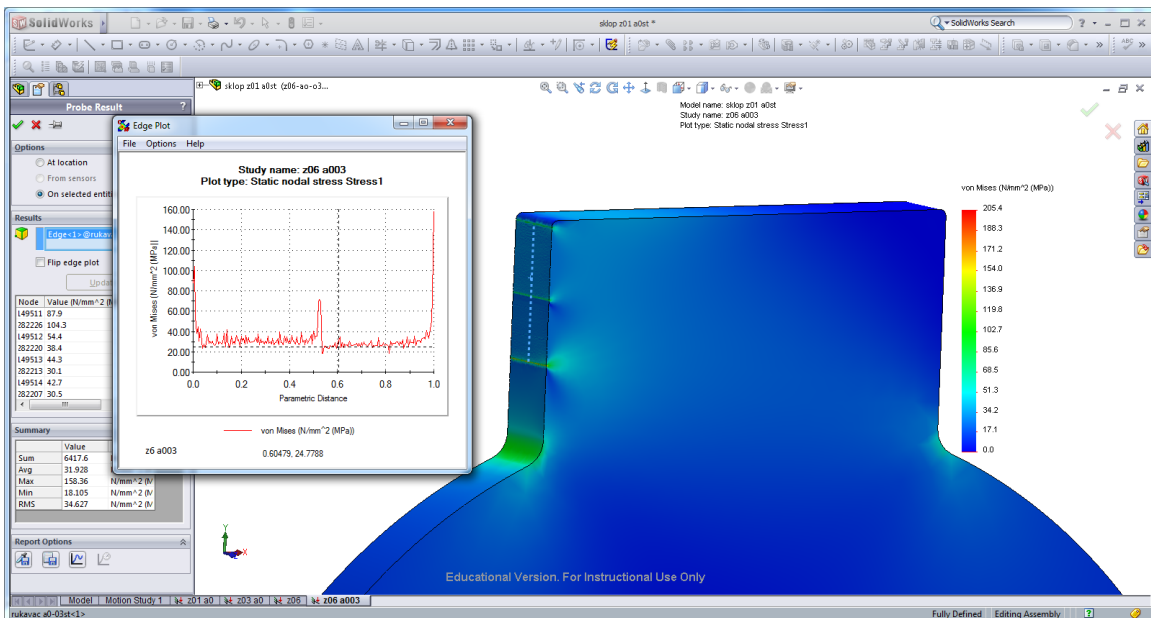 SolidWorks
sklop z01 a0st *
SolidWorks Search
sklop z01 a0st (z06-ao-o3...
Probe Result
?
Options
At location
From sensors
On selected entiti
Results
Edge<1>@rukava
Flip edge plot
Upda
Node Value (N/mm^2 (M
149511 87.9
282226 104.3
149512 54.4
282220 38.4
149513 44.3
282213 30.1
149514 42.7
282207 30.5
Summary
Value
Sum 6417.6
Avg 31.928
Max 158.36 N/mm^2 (M
Min 18.105 N/mm^2 (M
RMS 34.627 N/mm^2 (M
Report Options
Edge Plot
File Options Help
Study name: z06 a003
Plot type: Static nodal stress Stress1
von Mises (N/mm^2 (MPa))
160.00
140.00
120.00
100.00
80.00
60.00
40.00
20.00
0.00
0.0 0.2 0.4 0.6 0.8 1.0
Parametric Distance
von Mises (N/mm^2 (MPa))
z6 a003
0.60479, 24.7788
Model name: sklop z01 a0st
Study name: z06 a003
Plot type: Static nodal stress Stress1
von Mises (N/mm^2 (MPa))
205.4
188.3
171.2
154.0
136.9
119.8
102.7
85.6
68.5
51.3
34.2
17.1
0.0
Y
X
Educational Version. For Instructional Use Only
Model Motion Study 1 z01 a0 z03 a0 z06 z06 a003
rukavac a0-03st<1>
Fully Defined Editing Assembly